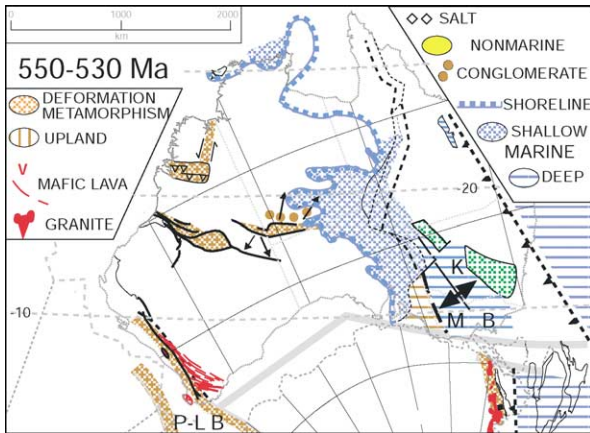 0 1000 2000
km
550-530 Ma
DEFORMATION
METAMORPHISM
UPLAND
V
MAFIC LAVA
GRANITE
SALT
NONMARINE
CONGLOMERATE
SHORELINE
SHALLOW
MARINE
DEEP
-20
K
-10
M B
P-L B